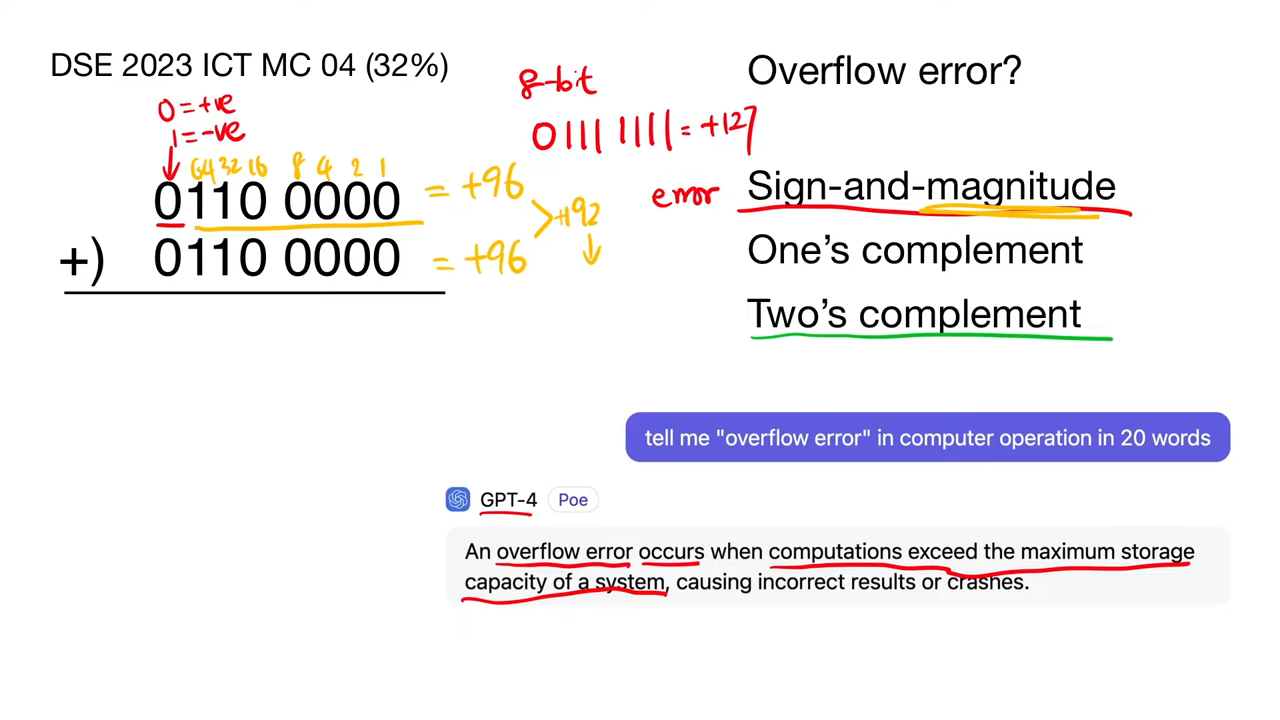 DSE 2023 ICT MC 04 (32%)
0 = +ve
1 = -ve
64 32 16 8 4 2 1
0110 0000 = +96
+) 0110 0000 = +96
+192
8-bit
0111 1111 = +127
Overflow error?
error Sign-and-magnitude
One's complement
Two's complement
tell me "overflow error" in computer operation in 20 words
GPT-4 Poe
An overflow error occurs when computations exceed the maximum storage
capacity of a system, causing incorrect results or crashes.